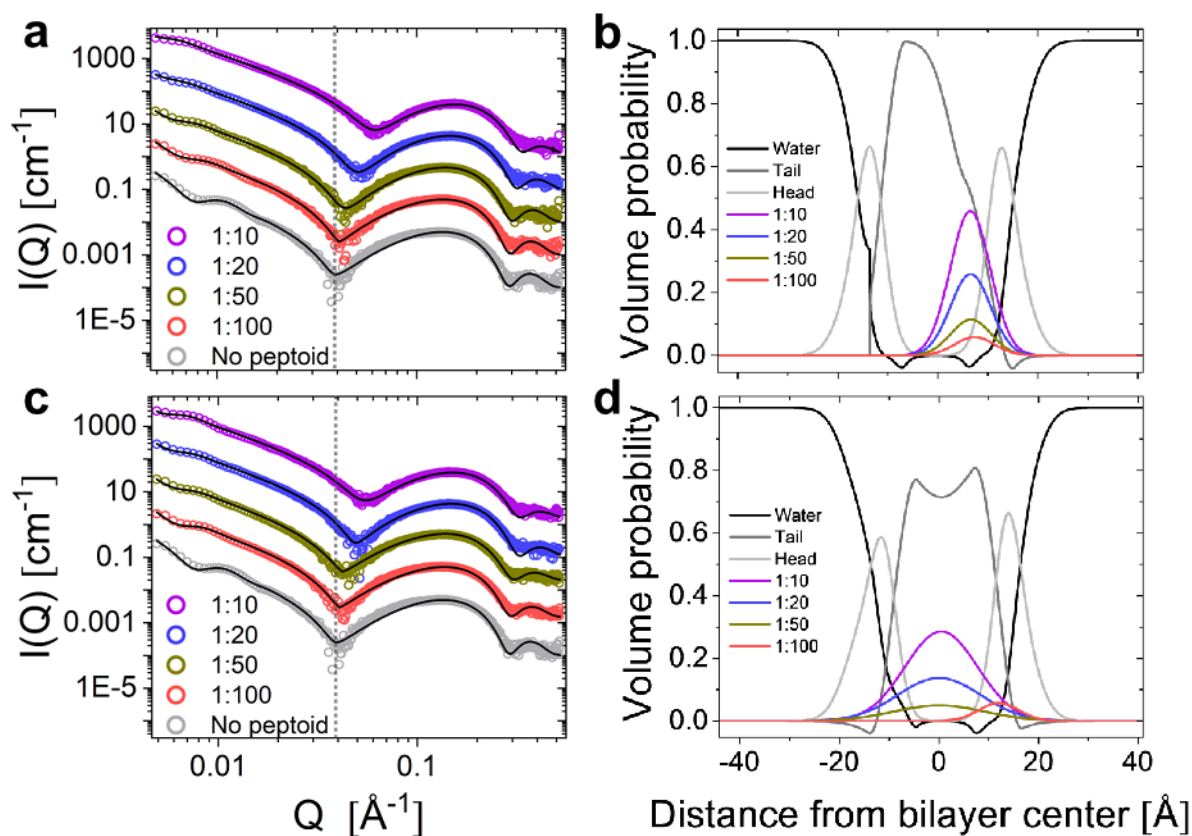 a
I(Q) [cm⁻¹]
1000
10
0.1
0.001
1E-5
1:10
1:20
1:50
1:100
No peptoid
b
Volume probability
1.0
0.8
0.6
0.4
0.2
0.0
Water
Tail
Head
1:10
1:20
1:50
1:100
c
I(Q) [cm⁻¹]
1000
10
0.1
0.001
1E-5
1:10
1:20
1:50
1:100
No peptoid
0.01
0.1
Q [Å⁻¹]
d
Volume probability
1.0
0.8
0.6
0.4
0.2
0.0
Water
Tail
Head
1:10
1:20
1:50
1:100
-40
-20
0
20
40
Distance from bilayer center [Å]